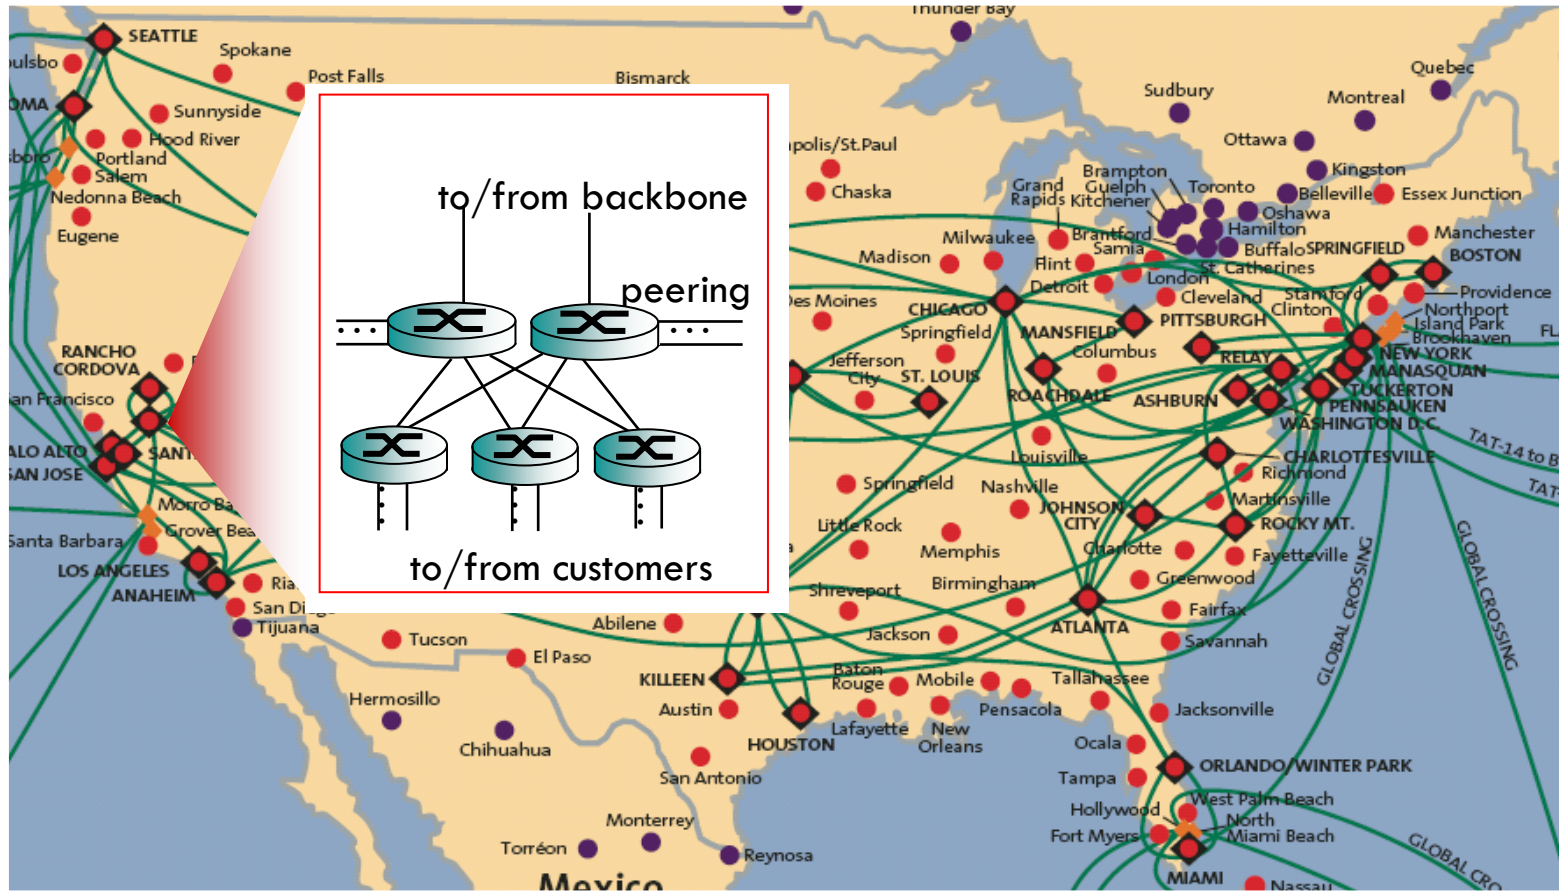 Thunder Bay
SEATTLE
Spokane
Post Falls
Bismarck
Quebec
Sudbury
Montreal
Sunnyside
Hood River
Portland
Salem
Nedonna Beach
Eugene
Ottawa
Kingston
Belleville
Essex Junction
Chaska
Brampton
Guelph
Kitchener
Toronto
Grand
Rapids
Oshawa
Hamilton
Brantford
Buffalo
SPRINGFIELD
Manchester
BOSTON
Milwaukee
Madison
Flint
St. Catherines
London
Detroit
Cleveland
Stamford
Clinton
Providence
Northport
Island Park
Brookhaven
NEW YORK
MANASQUAN
TUCKERTON
PENNSAUKEN
WASHINGTON D.C.
CHICAGO
Springfield
MANSFIELD
PITTSBURGH
Columbus
RELAY
ASHBURN
ROACHDALE
Des Moines
Jefferson
City
ST. LOUIS
to/from backbone
peering
to/from customers
RANCHO
CORDOVA
SAN JOSE
Santa Barbara
LOS ANGELES
ANAHEIM
Tijuana
Louisville
CHARLOTTESVILLE
Richmond
Martinsville
ROCKY MT.
Fayetteville
Springfield
Nashville
JOHNSON
CITY
Little Rock
Memphis
Charlotte
Greenwood
Birmingham
Shreveport
Fairfax
ATLANTA
Savannah
Abilene
Jackson
Tucson
El Paso
KILLEEN
Baton
Rouge
Mobile
Tallahassee
Pensacola
Jacksonville
Hermosillo
Chihuahua
Austin
HOUSTON
Lafayette
New
Orleans
San Antonio
Ocala
Tampa
ORLANDO/WINTER PARK
West Palm Beach
Hollywood
North
Miami Beach
Fort Myers
MIAMI
Nassau
Monterrey
Torréon
Reynosa
Mexico
TAT-14 to B
GLOBAL CROSSING
GLOBAL CROSSING
GLOBAL CRO